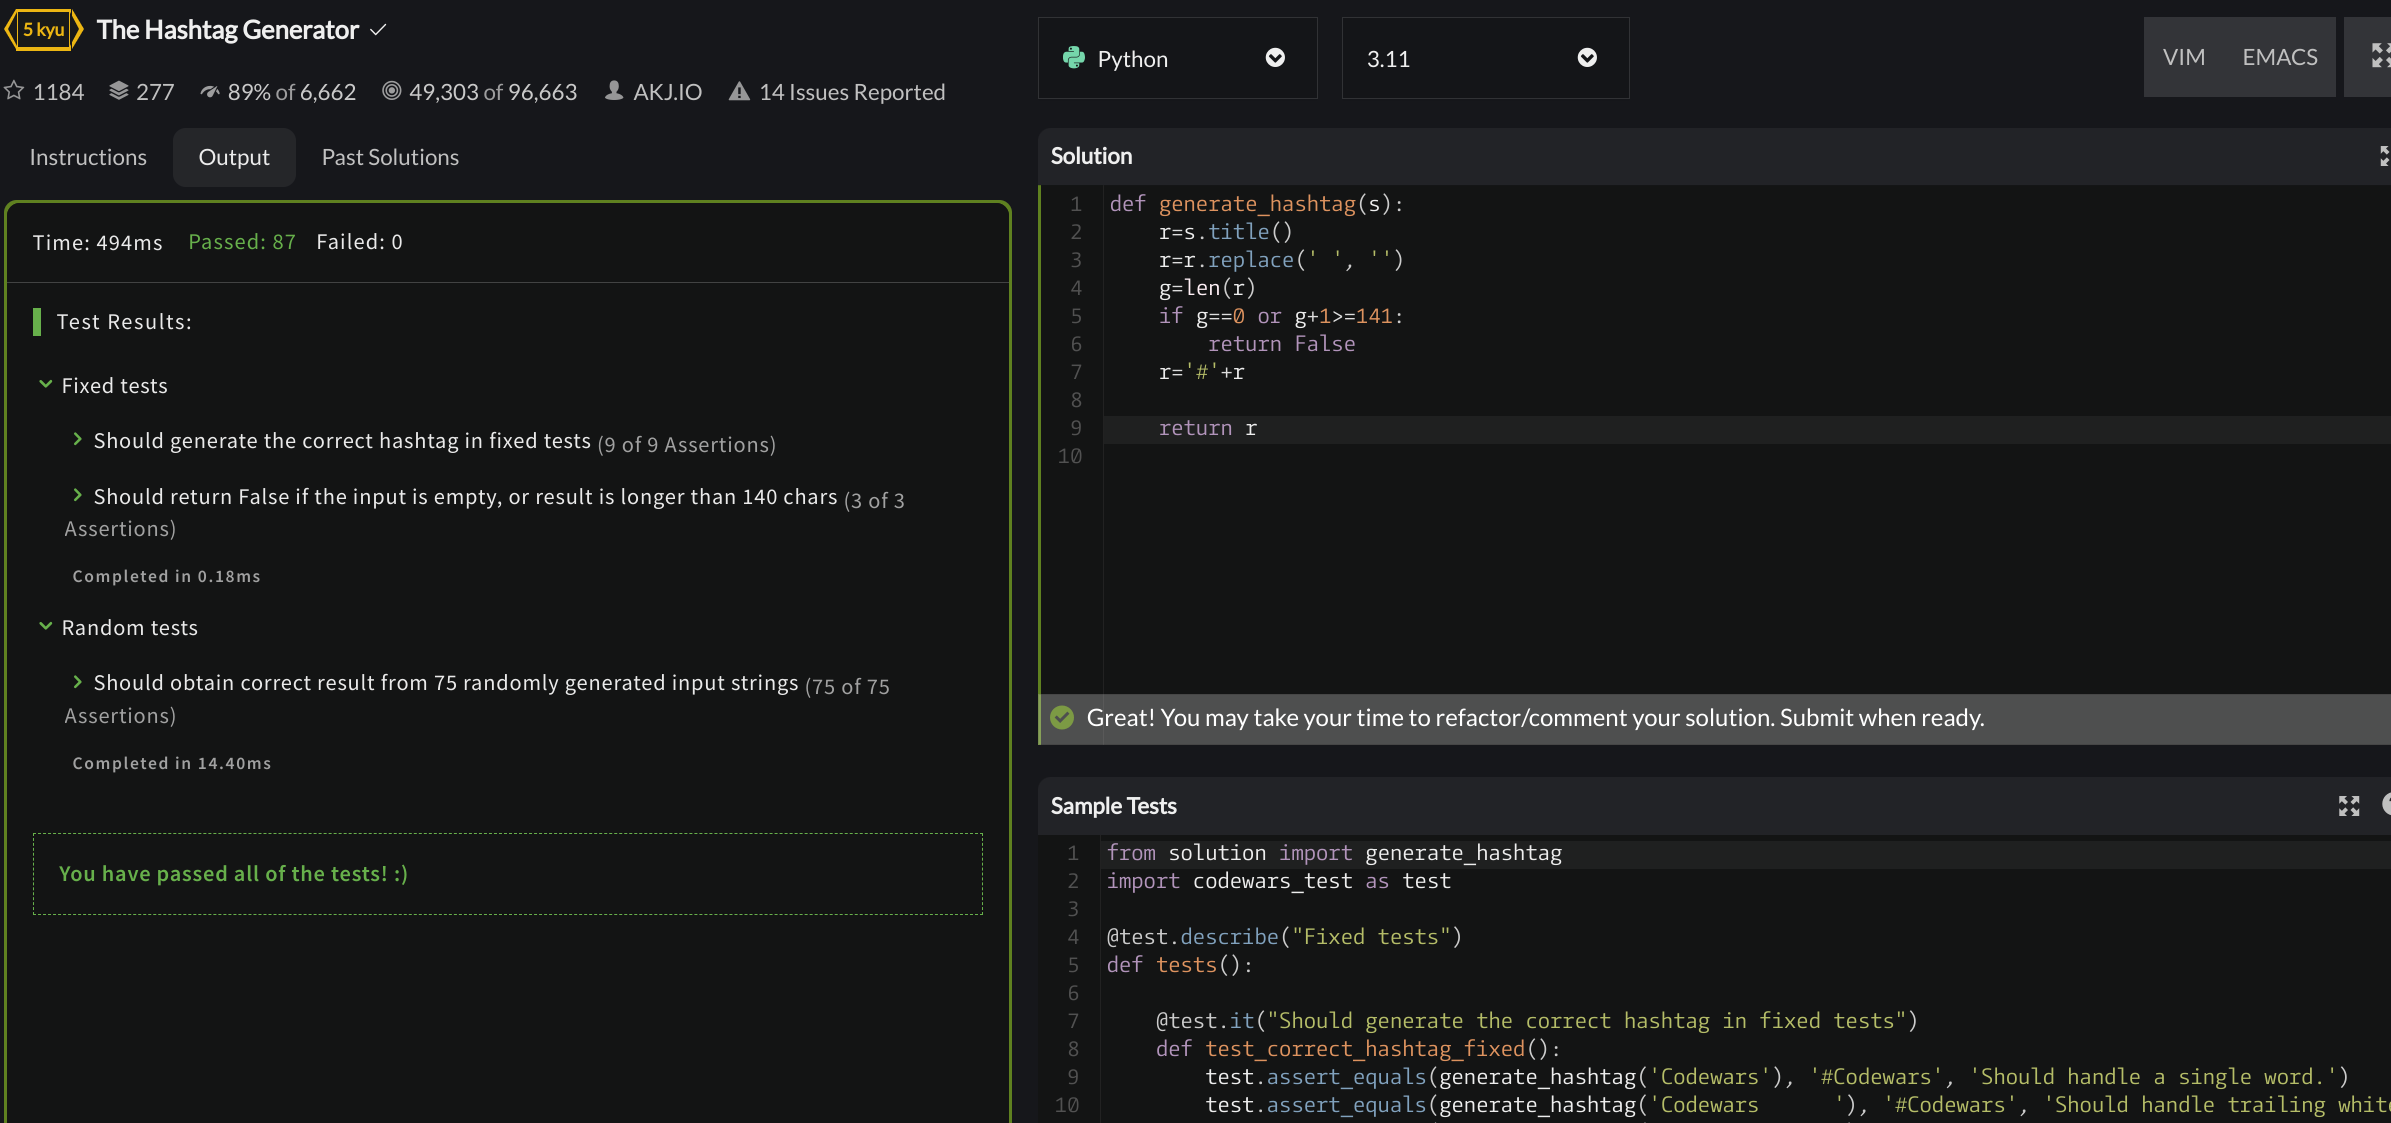 5 kyu The Hashtag Generator
1184 277 89% of 6,662 49,303 of 96,663 AKJ.IO 14 Issues Reported
Instructions Output Past Solutions
Time: 494ms Passed: 87 Failed: 0
Test Results:
Fixed tests
Should generate the correct hashtag in fixed tests (9 of 9 Assertions)
Should return False if the input is empty, or result is longer than 140 chars (3 of 3
Assertions)
Completed in 0.18ms
Random tests
Should obtain correct result from 75 randomly generated input strings (75 of 75
Assertions)
Completed in 14.40ms
You have passed all of the tests! :)
Python 3.11 VIM EMACS
Solution
1 def generate_hashtag(s):
2     r=s.title()
3     r=r.replace(' ', '')
4     g=len(r)
5     if g==0 or g+1>=141:
6         return False
7     r='#'+r
8
9     return r
10
Great! You may take your time to refactor/comment your solution. Submit when ready.
Sample Tests
1 from solution import generate_hashtag
2 import codewars_test as test
3
4 @test.describe("Fixed tests")
5 def tests():
6
7     @test.it("Should generate the correct hashtag in fixed tests")
8     def test_correct_hashtag_fixed():
9         test.assert_equals(generate_hashtag('Codewars'), '#Codewars', 'Should handle a single word.')
10         test.assert_equals(generate_hashtag('Codewars      '), '#Codewars', 'Should handle trailing